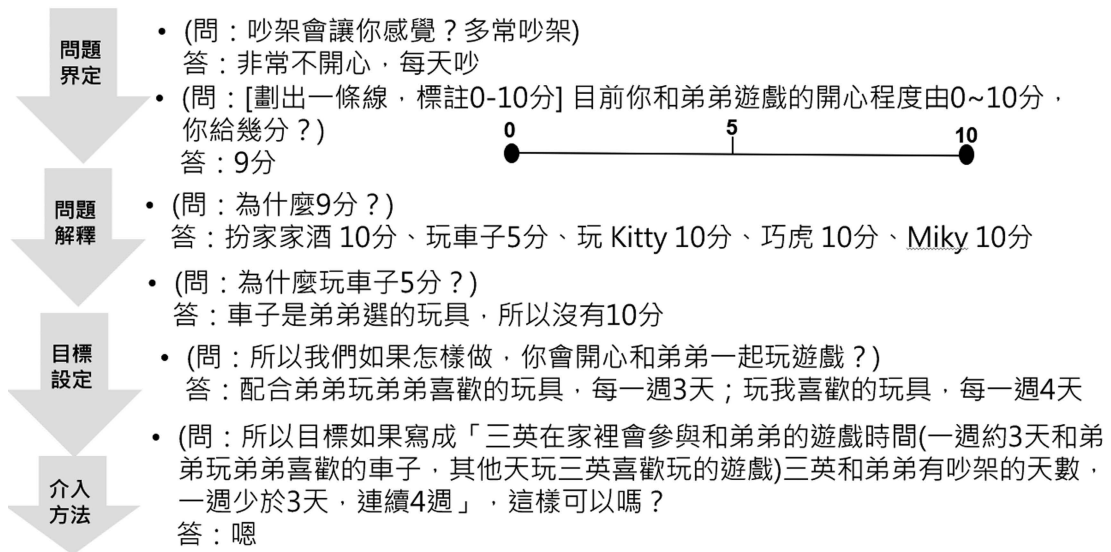 問題
界定
• (問：吵架會讓你感覺？多常吵架)
答：非常不開心，每天吵
• (問：[劃出一條線，標註0-10分] 目前你和弟弟遊戲的開心程度由0~10分，
你給幾分？)
答：9分
0 5 10
問題
解釋
• (問：為什麼9分？)
答：扮家家酒 10分、玩車子5分、玩 Kitty 10分、巧虎 10分、Miky 10分
• (問：為什麼玩車子5分？)
答：車子是弟弟選的玩具，所以沒有10分
目標
設定
• (問：所以我們如果怎樣做，你會開心和弟弟一起玩遊戲？)
答：配合弟弟玩弟弟喜歡的玩具，每一週3天；玩我喜歡的玩具，每一週4天
介入
方法
• (問：所以目標如果寫成「三英在家裡會參與和弟弟的遊戲時間(一週約3天和弟
弟玩弟弟喜歡的車子，其他天玩三英喜歡玩的遊戲)三英和弟弟有吵架的天數，
一週少於3天，連續4週」，這樣可以嗎？
答：嗯